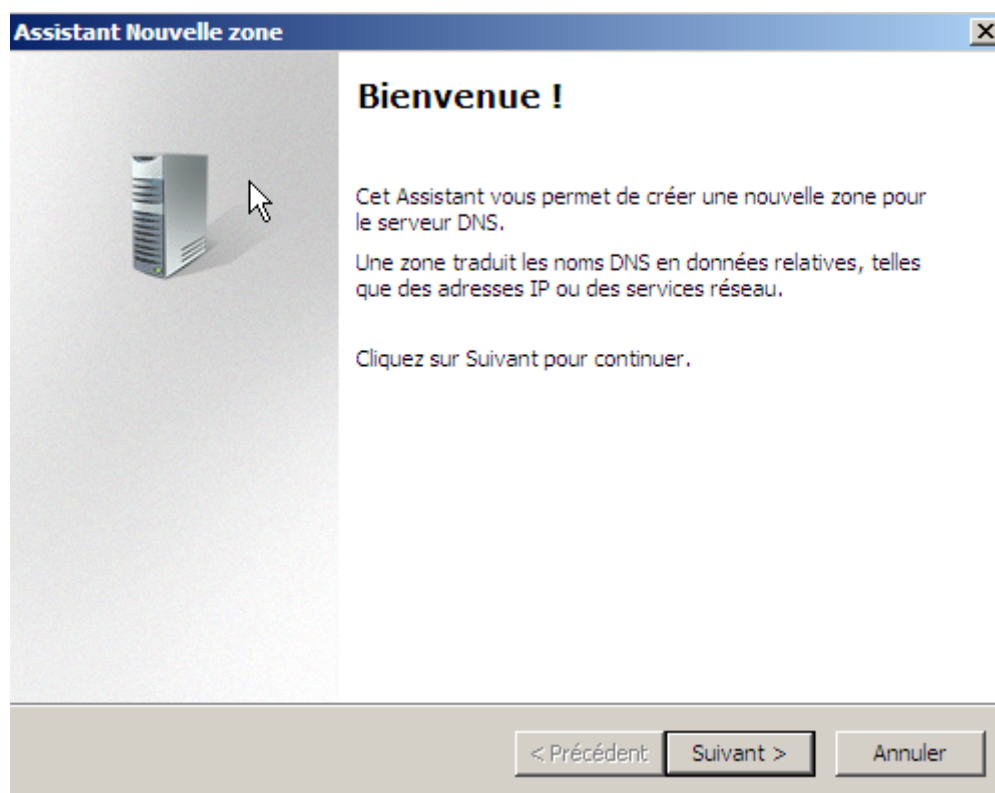 Assistant Nouvelle zone
Bienvenue !
Cet Assistant vous permet de créer une nouvelle zone pour
le serveur DNS.
Une zone traduit les noms DNS en données relatives, telles
que des adresses IP ou des services réseau.
Cliquez sur Suivant pour continuer.
< Précédent Suivant > Annuler